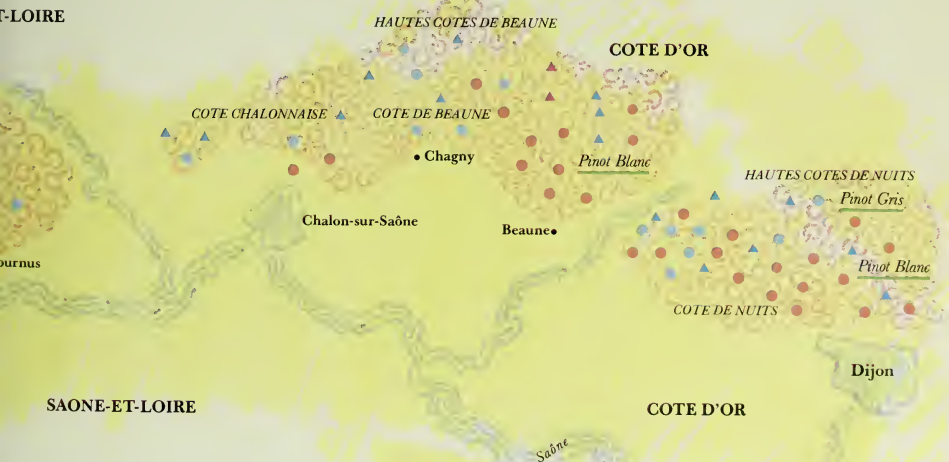 T-LOIRE
HAUTES COTES DE BEAUNE
COTE D'OR
COTE CHALONNAISE
COTE DE BEAUNE
Chagny
Pinot Blanc
HAUTES COTES DE NUITS
Pinot Gris
Chalon-sur-Saône
Beaune
ournus
Pinot Blanc
COTE DE NUITS
Dijon
SAONE-ET-LOIRE
COTE D'OR
Saône